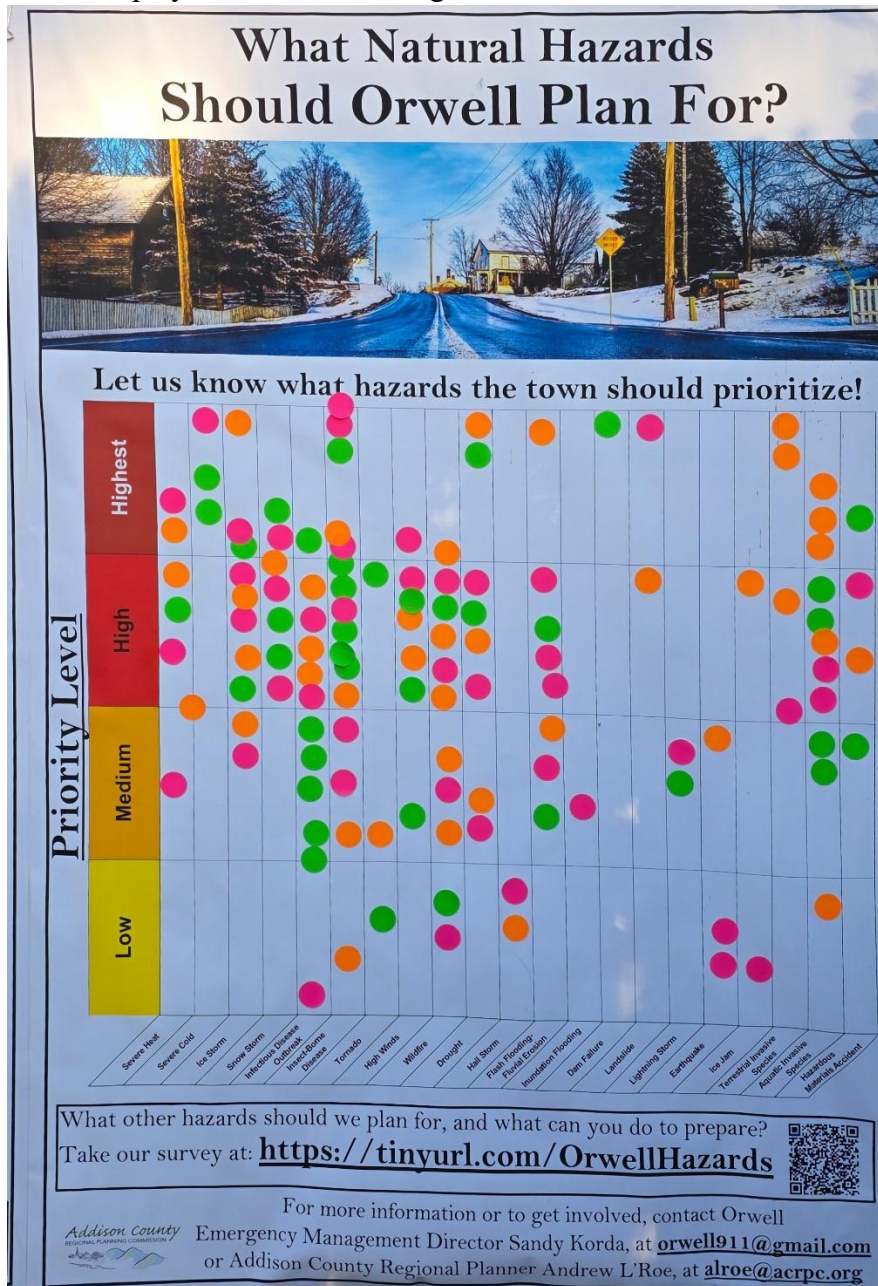 What Natural Hazards
Should Orwell Plan For?
Let us know what hazards the town should prioritize!
Priority Level
Highest
High
Medium
Low
Severe Heat
Severe Cold
Ice Storm
Snow Storm
Infectious Disease
Outbreak
Insect-Borne
Disease
Tornado
High Winds
Wildfire
Drought
Hail Storm
Flash Flooding-
Fluvial Erosion
Inundation Flooding
Dam Failure
Landslide
Lightning Storm
Earthquake
Ice Jam
Terrestrial Invasive
Species
Aquatic Invasive
Species
Hazardous
Materials Accident
What other hazards should we plan for, and what can you do to prepare?
Take our survey at: https://tinyurl.com/OrwellHazards
For more information or to get involved, contact Orwell
Emergency Management Director Sandy Korda, at orwell911@gmail.com
or Addison County Regional Planner Andrew L'Roe, at alroe@acrpc.org
Addison County
REGIONAL PLANNING COMMISSION